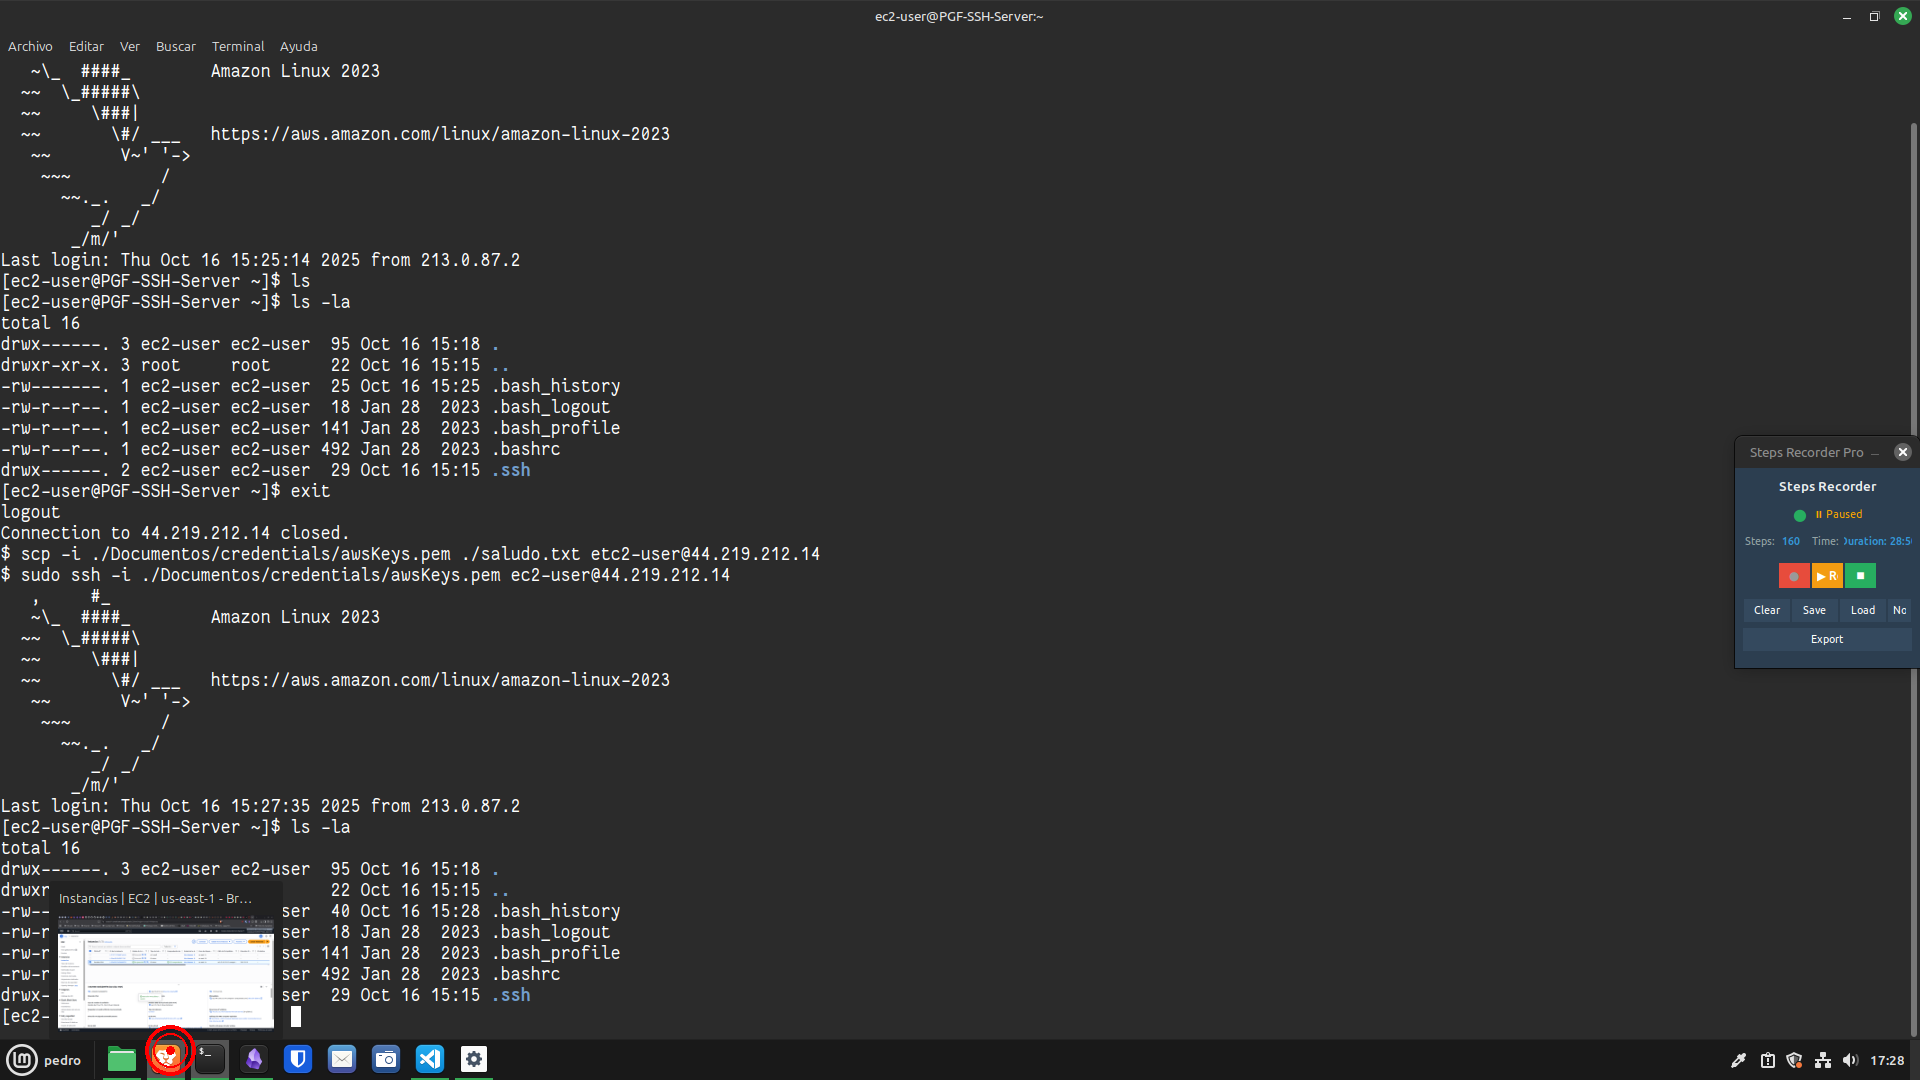 ec2-user@PGF-SSH-Server:~
Archivo Editar Ver Buscar Terminal Ayuda
   ~\_  ####_        Amazon Linux 2023
  ~~  \_#####\
  ~~     \###|
  ~~       \#/ ___   https://aws.amazon.com/linux/amazon-linux-2023
   ~~       V~' '->
    ~~~         /
      ~~._.   _/
         _/ _/
       _/m/'
Last login: Thu Oct 16 15:25:14 2025 from 213.0.87.2
[ec2-user@PGF-SSH-Server ~]$ ls
[ec2-user@PGF-SSH-Server ~]$ ls -la
total 16
drwx------. 3 ec2-user ec2-user  95 Oct 16 15:18 .
drwxr-xr-x. 3 root     root      22 Oct 16 15:15 ..
-rw-------. 1 ec2-user ec2-user  25 Oct 16 15:25 .bash_history
-rw-r--r--. 1 ec2-user ec2-user  18 Jan 28  2023 .bash_logout
-rw-r--r--. 1 ec2-user ec2-user 141 Jan 28  2023 .bash_profile
-rw-r--r--. 1 ec2-user ec2-user 492 Jan 28  2023 .bashrc
drwx------. 2 ec2-user ec2-user  29 Oct 16 15:15 .ssh
[ec2-user@PGF-SSH-Server ~]$ exit
logout
Connection to 44.219.212.14 closed.
$ scp -i ./Documentos/credentials/awsKeys.pem ./saludo.txt etc2-user@44.219.212.14
$ sudo ssh -i ./Documentos/credentials/awsKeys.pem ec2-user@44.219.212.14
   ,     #_
   ~\_  ####_        Amazon Linux 2023
  ~~  \_#####\
  ~~     \###|
  ~~       \#/ ___   https://aws.amazon.com/linux/amazon-linux-2023
   ~~       V~' '->
    ~~~         /
      ~~._.   _/
         _/ _/
       _/m/'
Last login: Thu Oct 16 15:27:35 2025 from 213.0.87.2
[ec2-user@PGF-SSH-Server ~]$ ls -la
total 16
drwx------. 3 ec2-user ec2-user  95 Oct 16 15:18 .
drwxr 22 Oct 16 15:15 ..
-rw-- ser  40 Oct 16 15:28 .bash_history
-rw-r ser  18 Jan 28  2023 .bash_logout
-rw-r ser 141 Jan 28  2023 .bash_profile
-rw-r ser 492 Jan 28  2023 .bashrc
drwx- ser  29 Oct 16 15:15 .ssh
[ec2-
Instancias | EC2 | us-east-1 - Br...
Steps Recorder Pro
Steps Recorder
Paused
Steps: 160 Time: Duration: 28:5
R
Clear Save Load No
Export
pedro
$_
17:28